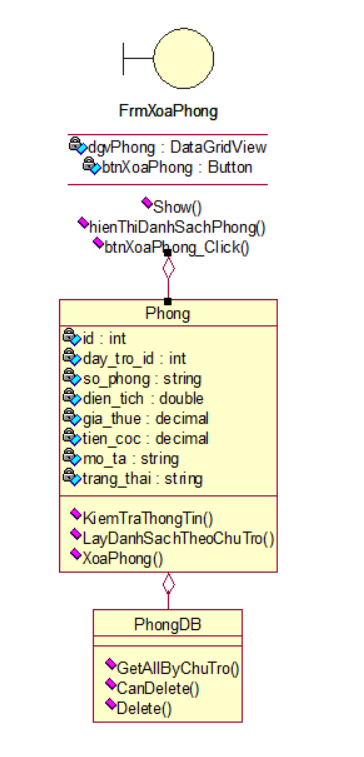 FrmXoaPhong
dgvPhong : DataGridView
btnXoaPhong : Button
Show()
hienThiDanhSachPhong()
btnXoaPhong_Click()
Phong
id : int
day_tro_id : int
so_phong : string
dien_tich : double
gia_thue : decimal
tien_coc : decimal
mo_ta : string
trang_thai : string
KiemTraThongTin()
LayDanhSachTheoChuTro()
XoaPhong()
PhongDB
GetAllByChuTro()
CanDelete()
Delete()